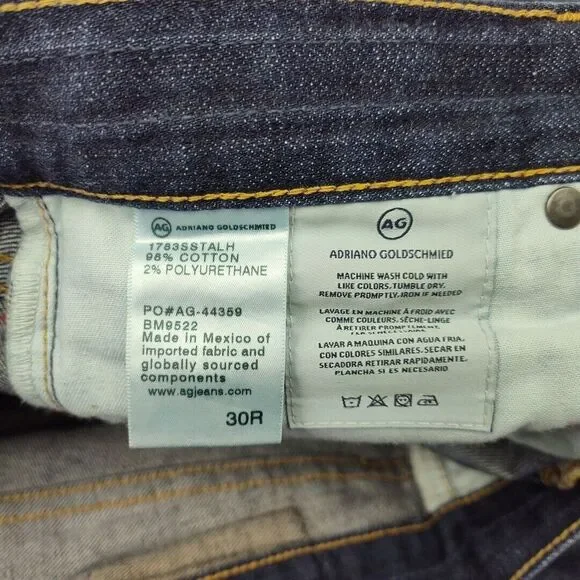 AG ADRIANO GOLDSCHMIED
1783SSTALH
98% COTTON
2% POLYURETHANE
PO#AG-44359
BM9522
Made in Mexico of
imported fabric and
globally sourced
components
www.agjeans.com
30R
AG
ADRIANO GOLDSCHMIED
MACHINE WASH COLD WITH
LIKE COLORS. TUMBLE DRY.
REMOVE PROMPTLY. IRON IF NEEDED
LAVAGE EN MACHINE À FROID AVEC
COMME COULEURS. SÈCHE-LINGE
À RETIRER PROMPTEMENT.
LAVAR A MAQUINA CON AGUA FRIA.
CON COLORES SIMILARES. SECAR EN
SECADORA RETIRAR RAPIDAMENTE.
PLANCHA SI ES NECESARIO